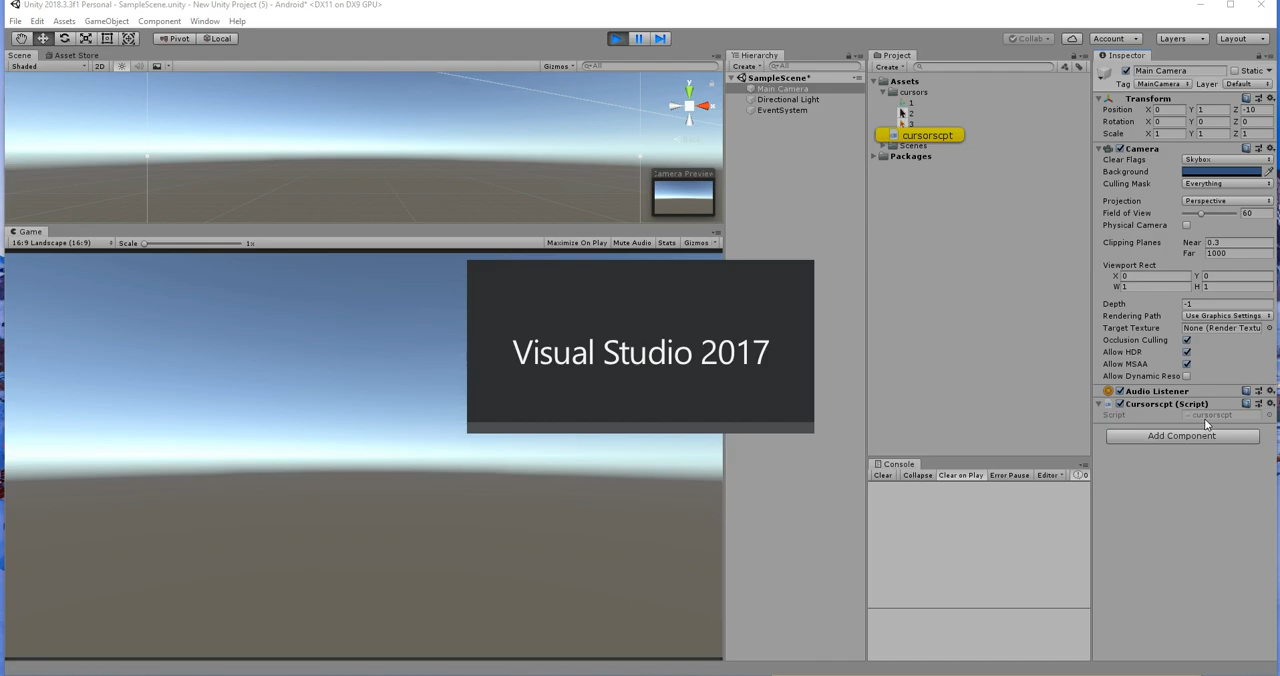 Unity 2018.3.3f1 Personal - SampleScene.unity - New Unity Project (5) - Android* <DX11 on DX9 GPU>
File Edit Assets GameObject Component Window Help
Pivot Local Collab Account Layers Layout
Scene Asset Store
Shaded 2D Gizmos All
y
x
Camera Preview
Game
16:9 Landscape (16:9) Scale 1x Maximize On Play Mute Audio Stats Gizmos
Visual Studio 2017
Hierarchy
Create All
SampleScene*
Main Camera
Directional Light
EventSystem
Project
Create
Assets
cursors
1
2
3
cursorscpt
Scenes
Packages
Console
Clear Collapse Clear on Play Error Pause Editor 0
Inspector
Main Camera Static
Tag MainCamera Layer Default
Transform
Position X 0 Y 1 Z -10
Rotation X 0 Y 0 Z 0
Scale X 1 Y 1 Z 1
Camera
Clear Flags Skybox
Background
Culling Mask Everything
Projection Perspective
Field of View 60
Physical Camera
Clipping Planes Near 0.3
Far 1000
Viewport Rect
X 0 Y 0
W 1 H 1
Depth -1
Rendering Path Use Graphics Settings
Target Texture None (Render Textu
Occlusion Culling
Allow HDR
Allow MSAA
Allow Dynamic Reso
Audio Listener
Cursorscpt (Script)
Script cursorscpt
Add Component